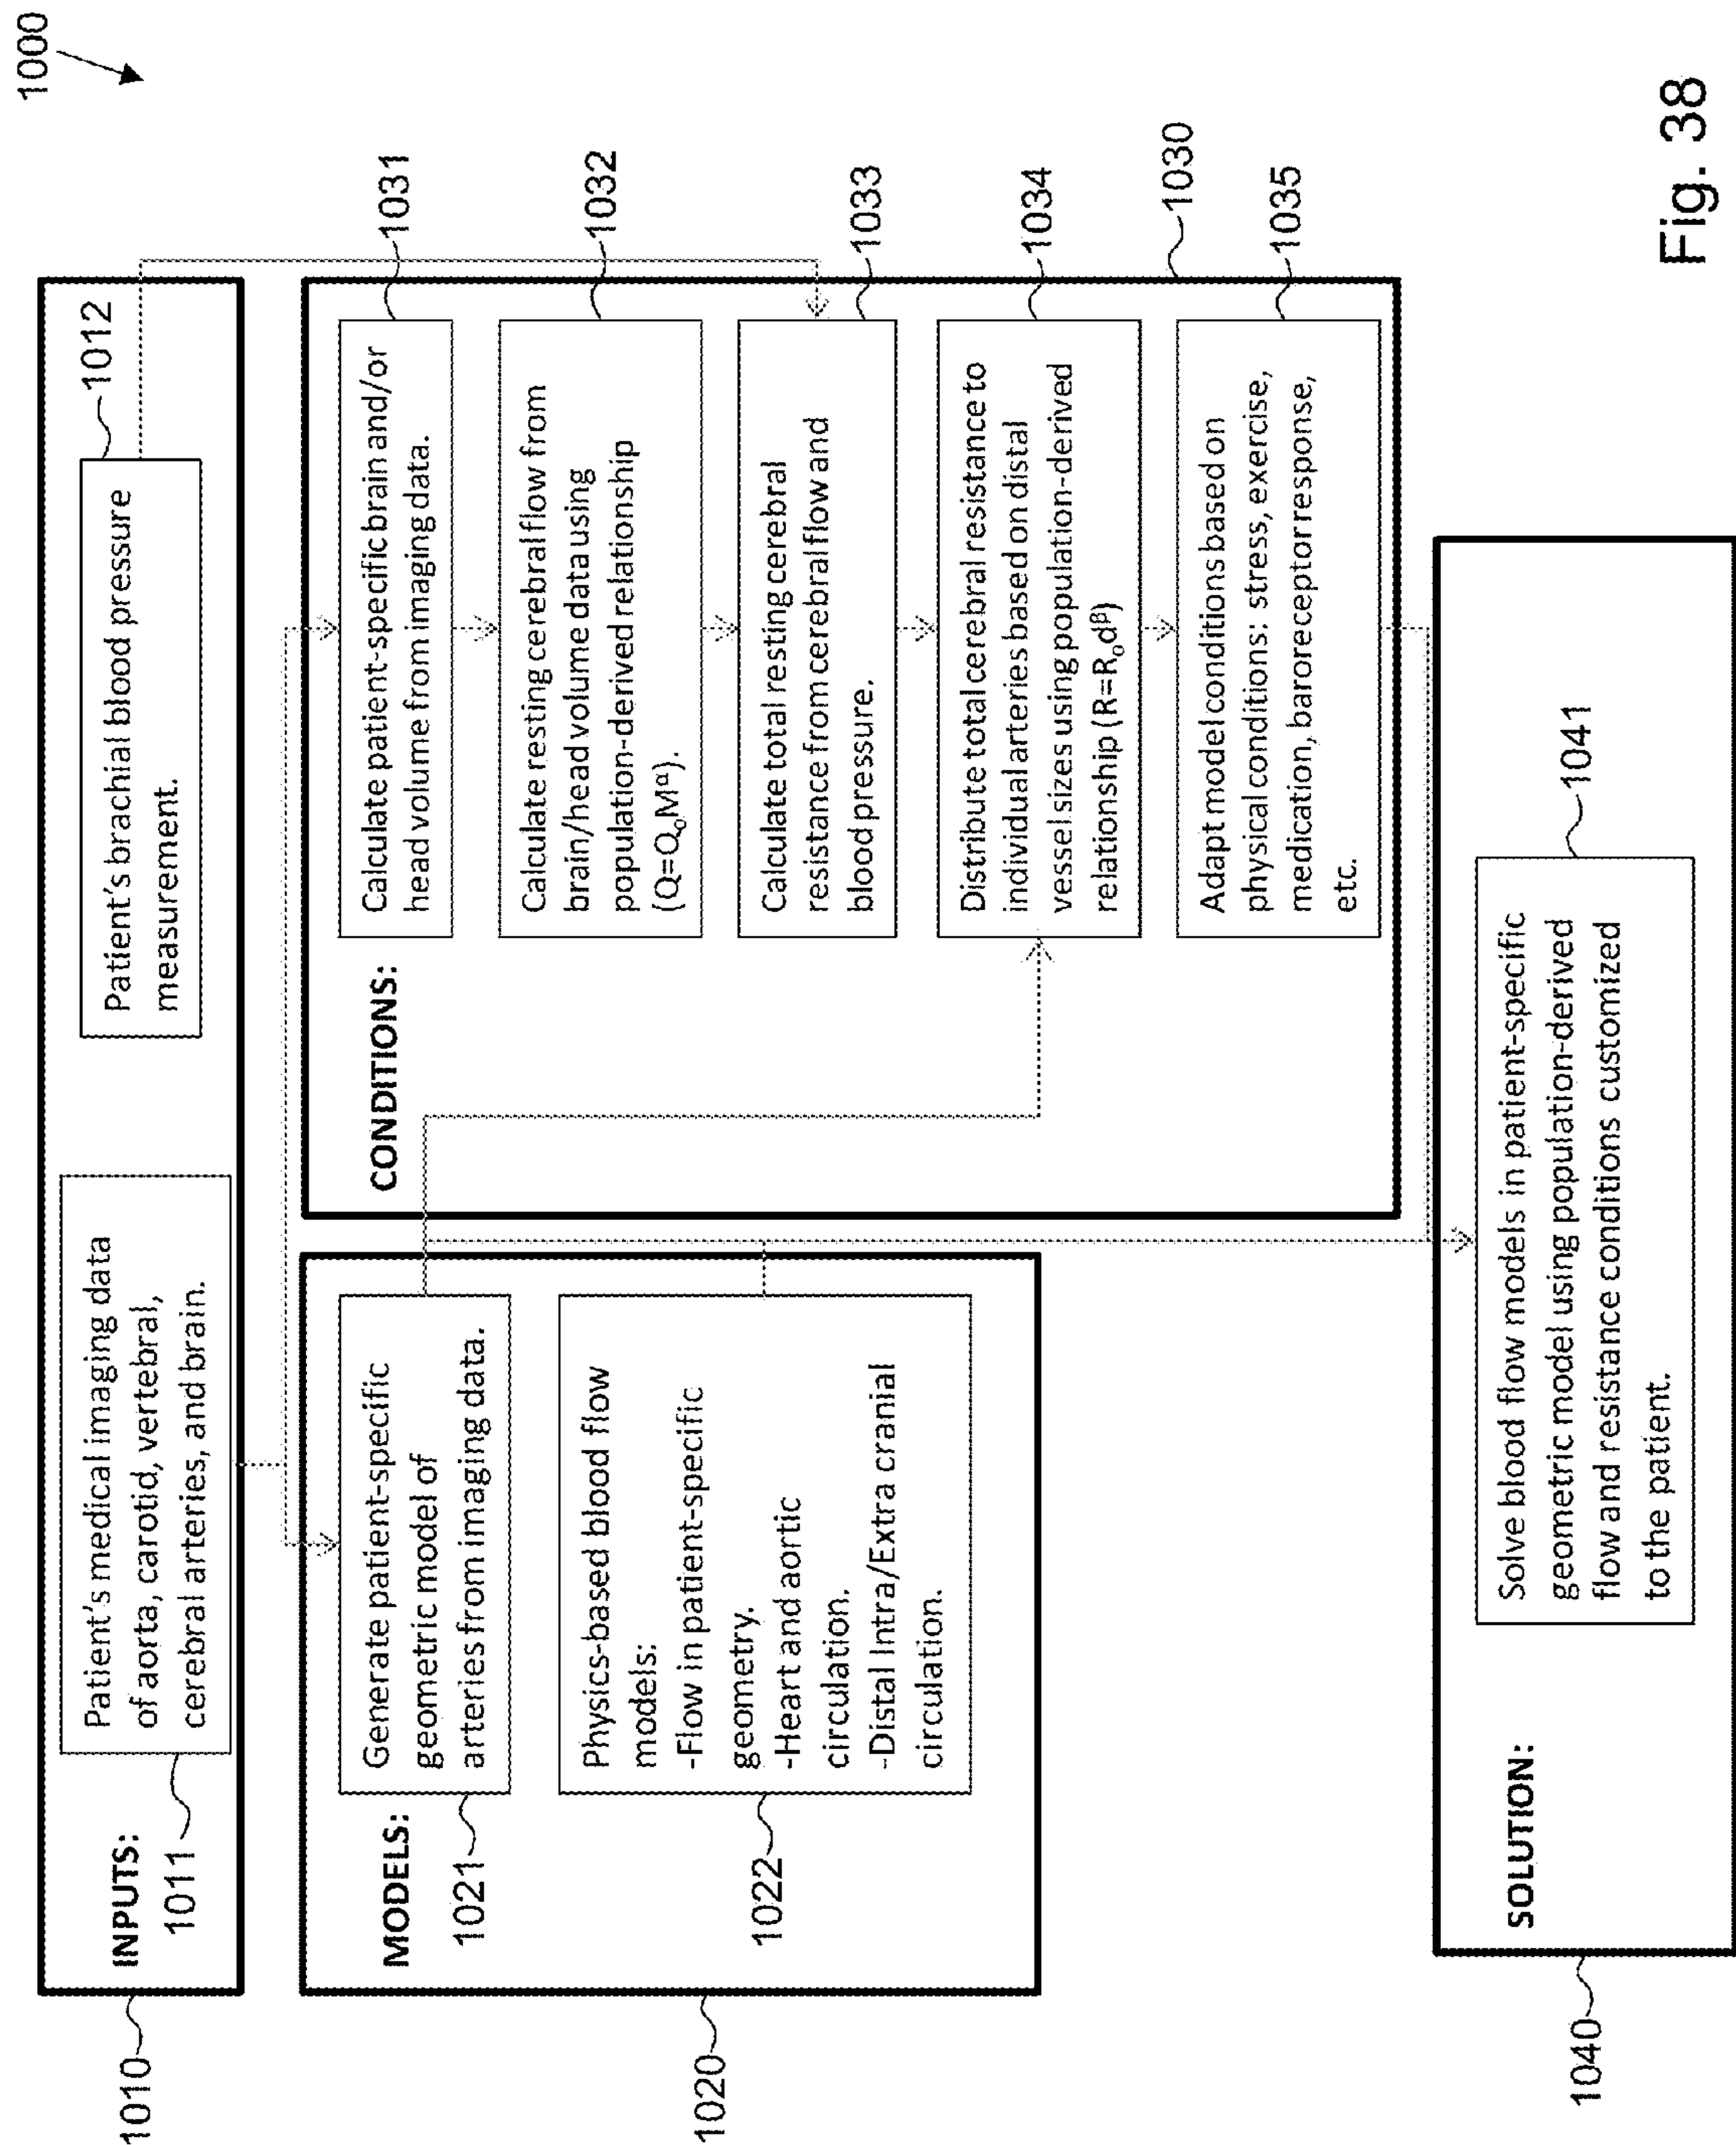 1000
1010
INPUTS:
1011
Patient's medical imaging data
of aorta, carotid, vertebral,
cerebral arteries, and brain.
Patient's brachial blood pressure
measurement.
1012
1020
MODELS:
1021
Generate patient-specific
geometric model of
arteries from imaging data.
1022
Physics-based blood flow
models:
-Flow in patient-specific
geometry.
-Heart and aortic
circulation.
-Distal Intra/Extra cranial
circulation.
CONDITIONS:
Calculate patient-specific brain and/or
head volume from imaging data.
1031
Calculate resting cerebral flow from
brain/head volume data using
population-derived relationship
(Q=QₒMᵅ).
1032
Calculate total resting cerebral
resistance from cerebral flow and
blood pressure.
1033
Distribute total cerebral resistance to
individual arteries based on distal
vessel sizes using population-derived
relationship (R=Rₒdᵝ)
1034
1030
Adapt model conditions based on
physical conditions: stress, exercise,
medication, baroreceptor response,
etc.
1035
1040
SOLUTION:
Solve blood flow models in patient-specific
geometric model using population-derived
flow and resistance conditions customized
to the patient.
1041
Fig. 38